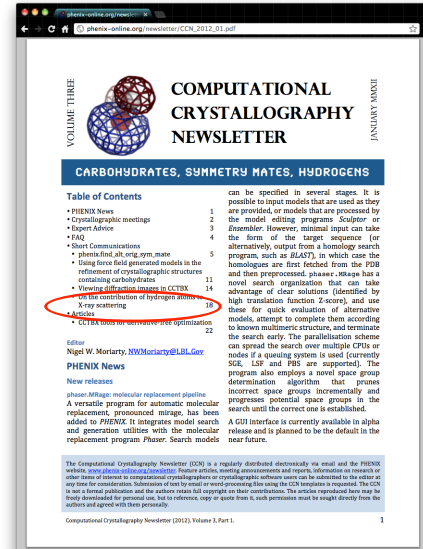 phenix-online.org/newslett
phenix-online.org/newsletter/CCN_2012_01.pdf
VOLUME THREE
COMPUTATIONAL
CRYSTALLOGRAPHY
NEWSLETTER
JANUARY MMXII
CARBOHYDRATES, SYMMETRY MATES, HYDROGENS
Table of Contents
• PHENIX News 1
• Crystallographic meetings 2
• Expert Advice 3
• FAQ 4
• Short Communications
• phenix.find_alt_orig_sym_mate 5
• Using force field generated models in the
refinement of crystallographic structures
containing carbohydrates 11
• Viewing diffraction images in CCTBX 14
• On the contribution of hydrogen atoms to
X-ray scattering 18
• Articles
• CCTBX tools for derivative-free optimization
22
Editor
Nigel W. Moriarty, NWMoriarty@LBL.Gov
PHENIX News
New releases
phaser.MRage: molecular replacement pipeline
A versatile program for automatic molecular
replacement, pronounced mirage, has been
added to PHENIX. It integrates model search
and generation utilities with the molecular
replacement program Phaser. Search models
can be specified in several stages. It is
possible to input models that are used as they
are provided, or models that are processed by
the model editing programs Sculptor or
Ensembler. However, minimal input can take
the form of the target sequence (or
alternatively, output from a homology search
program, such as BLAST), in which case the
homologues are first fetched from the PDB
and then preprocessed. phaser.MRage has a
novel search organization that can take
advantage of clear solutions (identified by
high translation function Z-score), and use
these for quick evaluation of alternative
models, attempt to complete them according
to known multimeric structure, and terminate
the search early. The parallelisation scheme
can spread the search over multiple CPUs or
nodes if a queuing system is used (currently
SGE, LSF and PBS are supported). The
program also employs a novel space group
determination algorithm that prunes
incorrect space groups incrementally and
progresses potential space groups in the
search until the correct one is established.
A GUI interface is currently available in alpha
release and is planned to be the default in the
near future.
The Computational Crystallography Newsletter (CCN) is a regularly distributed electronically via email and the PHENIX
website, www.phenix-online.org/newsletter. Feature articles, meeting announcements and reports, information on research or
other items of interest to computational crystallographers or crystallographic software users can be submitted to the editor at
any time for consideration. Submission of text by email or word-processing files using the CCN templates is requested. The CCN
is not a formal publication and the authors retain full copyright on their contributions. The articles reproduced here may be
freely downloaded for personal use, but to reference, copy or quote from it, such permission must be sought directly from the
authors and agreed with them personally.
Computational Crystallography Newsletter (2012). Volume 3, Part 1. 1